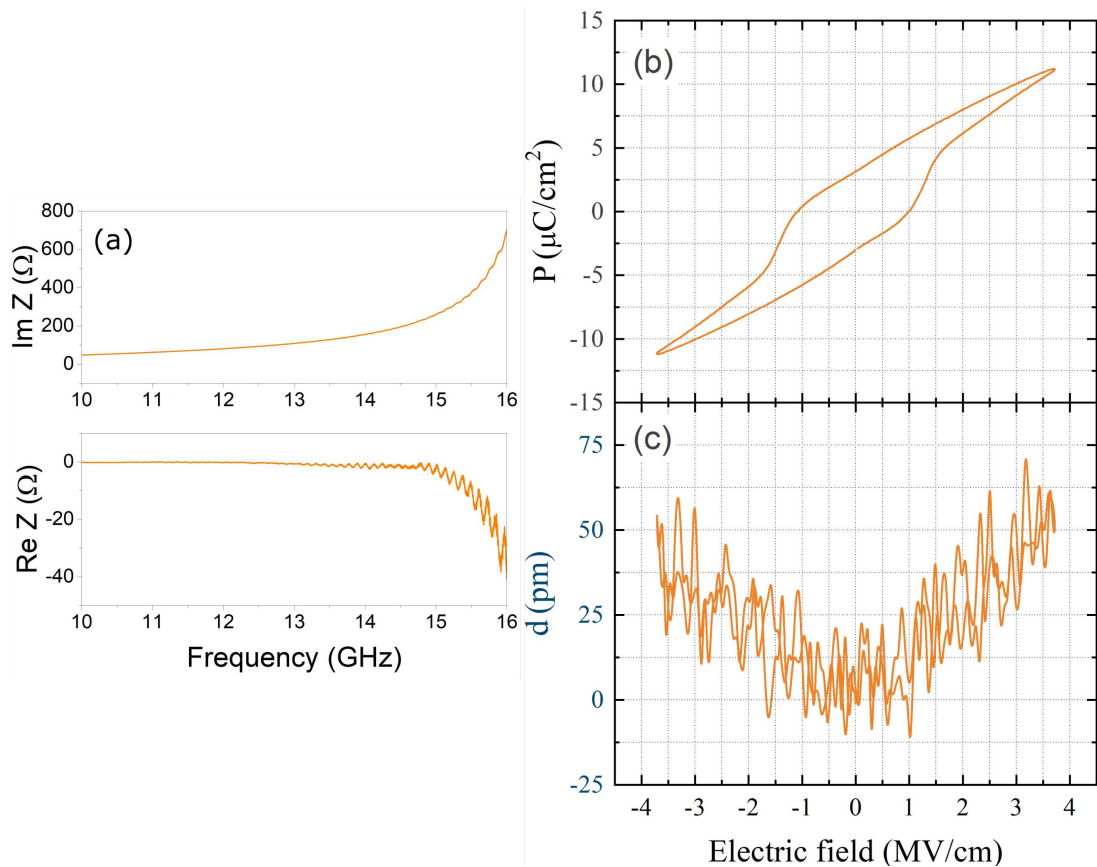 (a)
Im Z (Ω)
800
600
400
200
0
10 11 12 13 14 15 16
Re Z (Ω)
0
-20
-40
10 11 12 13 14 15 16
Frequency (GHz)
(b)
P (μC/cm²)
15
10
5
0
-5
-10
-15
(c)
d (pm)
75
50
25
0
-25
-4 -3 -2 -1 0 1 2 3 4
Electric field (MV/cm)